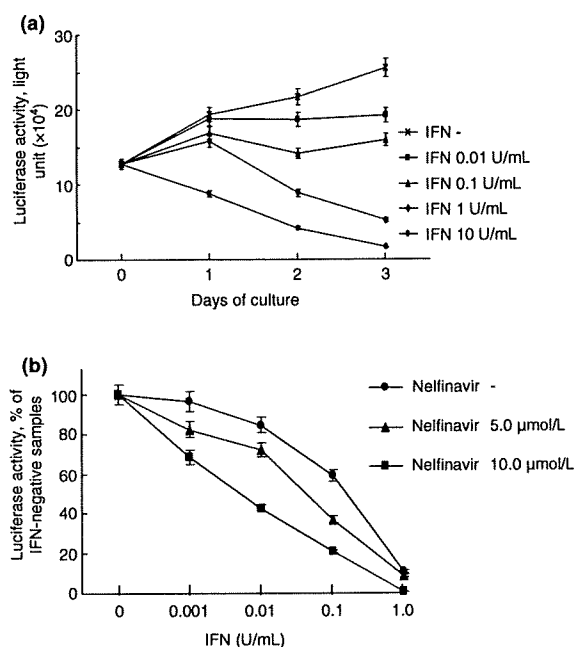 (a)
30
20
10
0
Luciferase activity, light
unit (×10⁴)
0 1 2 3
Days of culture
IFN -
IFN 0.01 U/mL
IFN 0.1 U/mL
IFN 1 U/mL
IFN 10 U/mL
(b)
100
80
60
40
20
0
Luciferase activity, % of
IFN-negative samples
0 0.001 0.01 0.1 1.0
IFN (U/mL)
Nelfinavir -
Nelfinavir 5.0 µmol/L
Nelfinavir 10.0 µmol/L